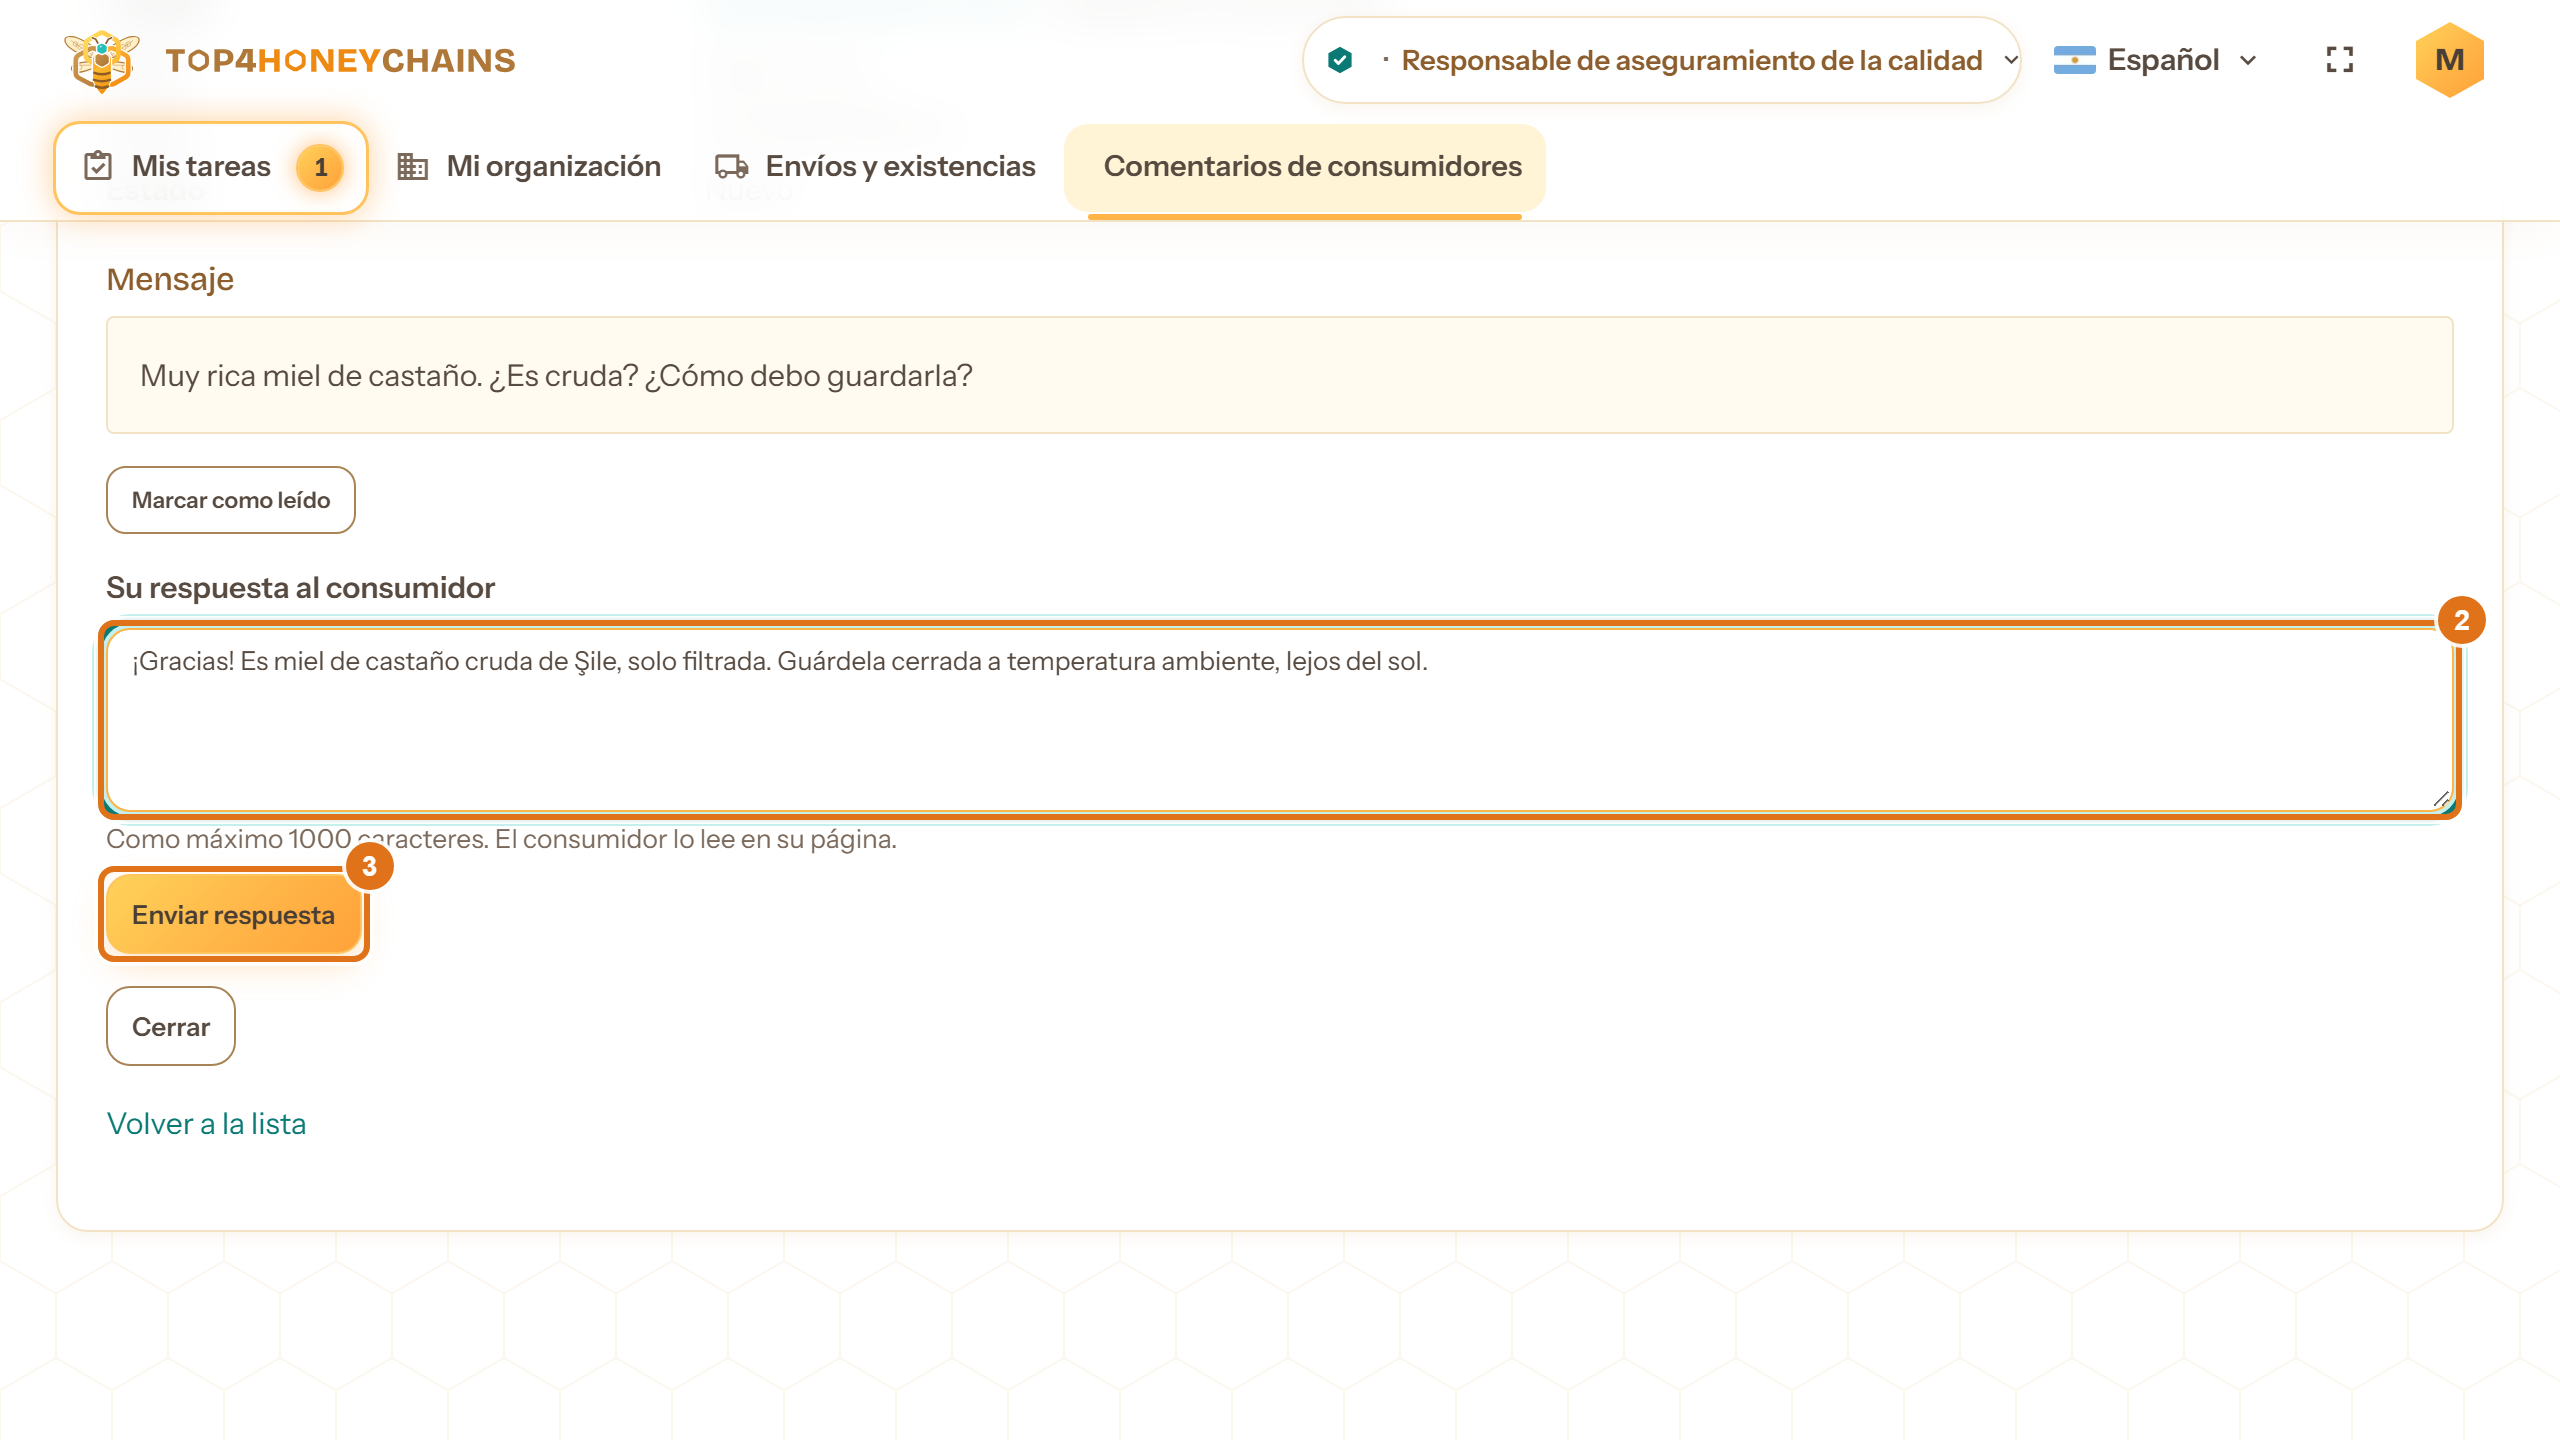 TOP4HONEYCHAINS
· Responsable de aseguramiento de la calidad
Español
M
Mis tareas 1
Mi organización
Envíos y existencias
Comentarios de consumidores
Estado
Nuevo
Mensaje
Muy rica miel de castaño. ¿Es cruda? ¿Cómo debo guardarla?
Marcar como leído
Su respuesta al consumidor
2
¡Gracias! Es miel de castaño cruda de Şile, solo filtrada. Guárdela cerrada a temperatura ambiente, lejos del sol.
Como máximo 1000 caracteres. El consumidor lo lee en su página.
3
Enviar respuesta
Cerrar
Volver a la lista